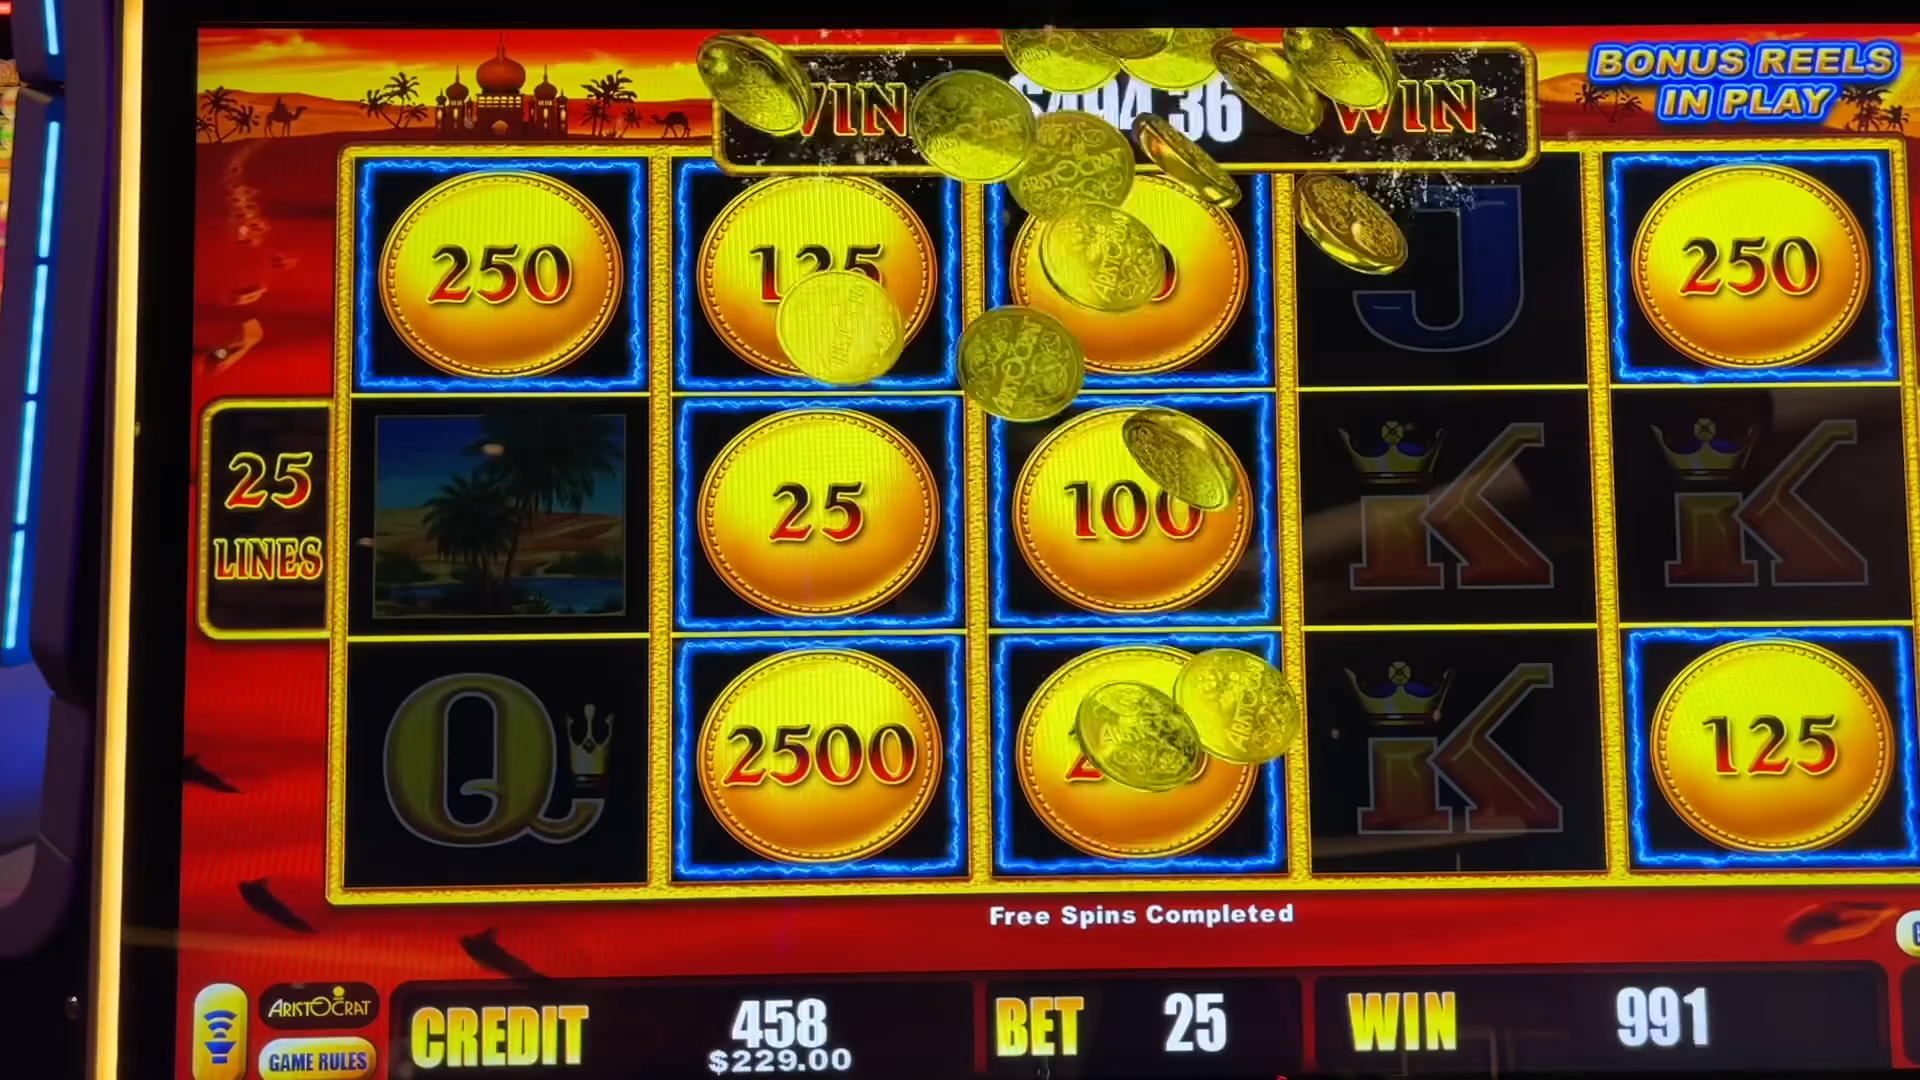 WIN WIN
BONUS REELS
IN PLAY
250 125 J 250
25
LINES
25 100 K K
Q 2500 K 125
Free Spins Completed
ARISTOCRAT
GAME RULES
CREDIT 458 BET 25 WIN 991
$229.00